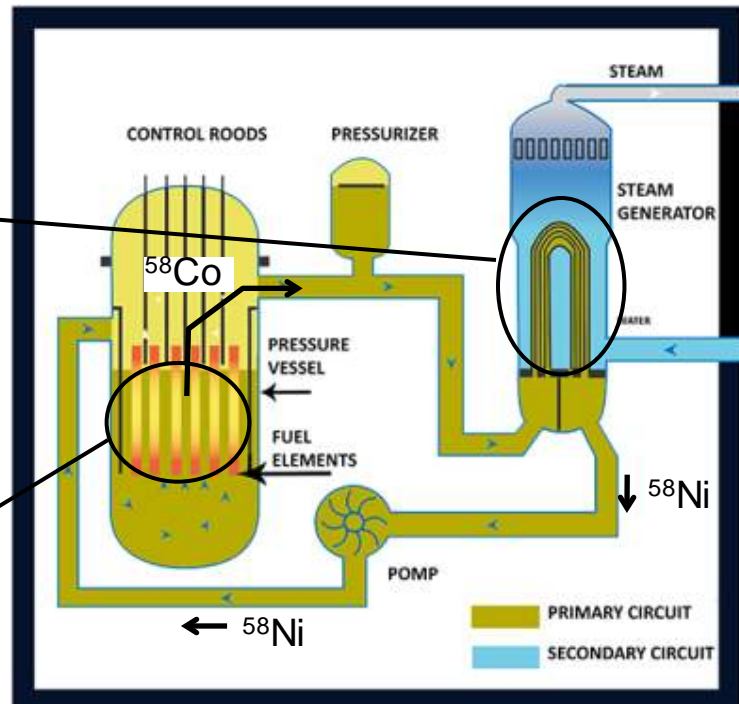 STEAM
CONTROL ROODS
PRESSURIZER
STEAM
GENERATOR
⁵⁸Co
PRESSURE
VESSEL
FUEL
ELEMENTS
⁵⁸Ni
POMP
⁵⁸Ni
PRIMARY CIRCUIT
SECONDARY CIRCUIT